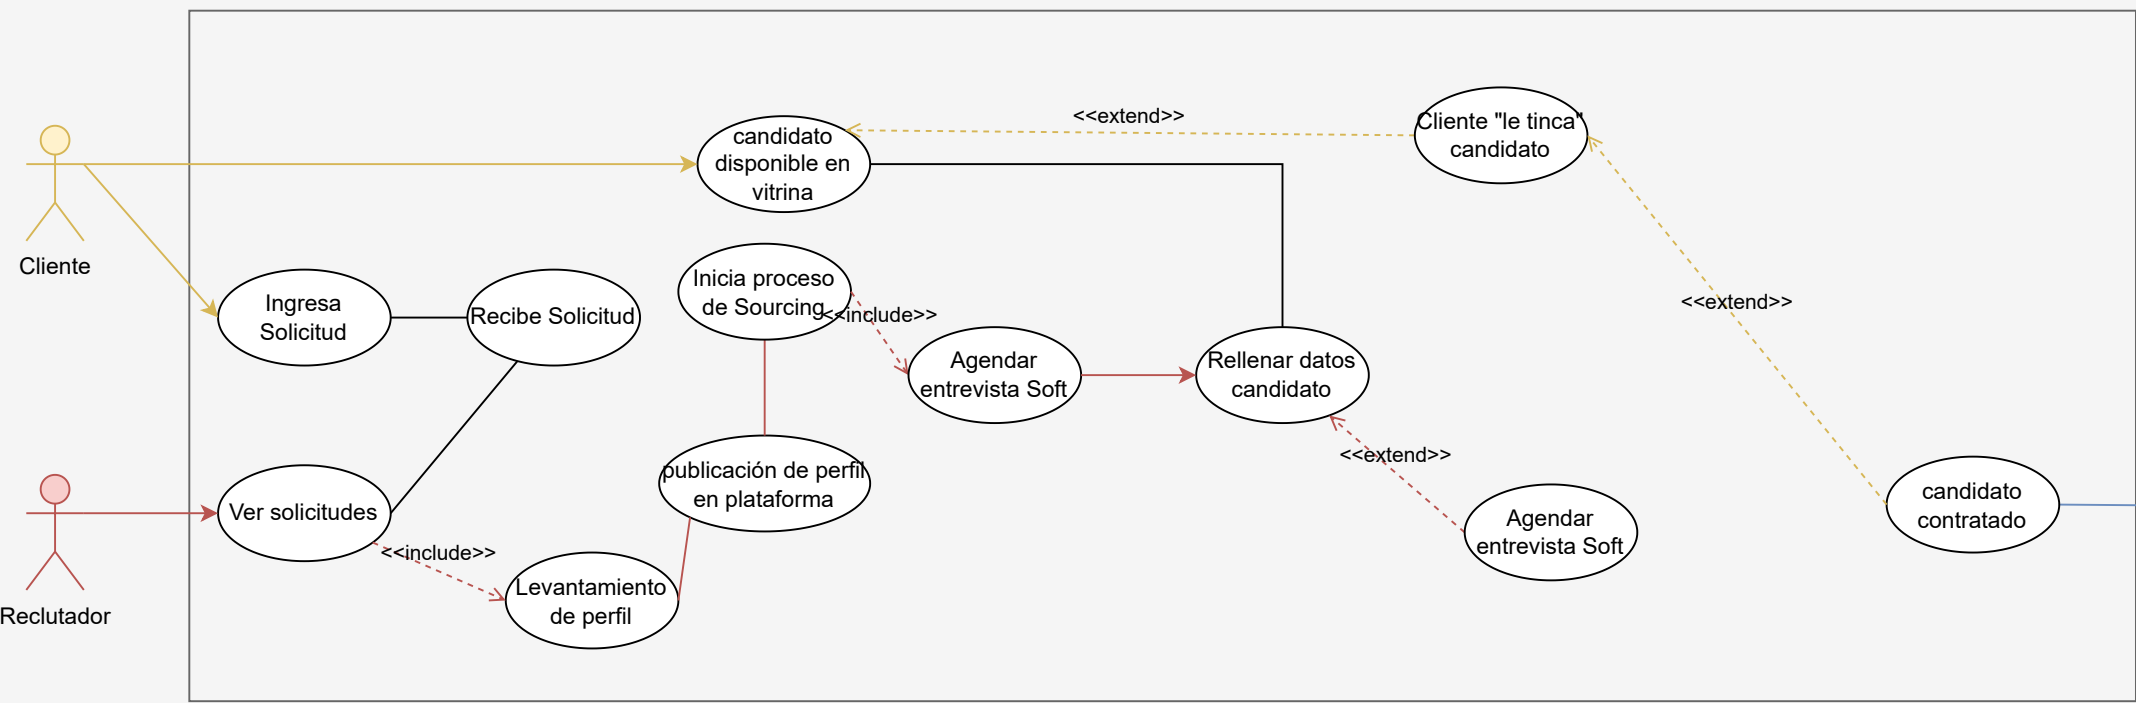 <<extend>>
Cliente "le tinca"
candidato
candidato
disponible en
vitrina
Cliente
Ingresa
Solicitud
Recibe Solicitud
Inicia proceso
de Sourcing
<<include>>
<<extend>>
Agendar
entrevista Soft
Rellenar datos
candidato
<<extend>>
publicación de perfil
en plataforma
Ver solicitudes
<<include>>
Levantamiento
de perfil
Agendar
entrevista Soft
candidato
contratado
Reclutador